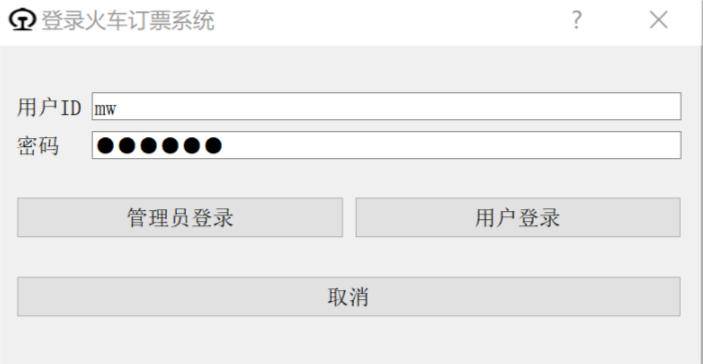 登录火车订票系统 ? ×
用户ID mw
密码 ●●●●●●
管理员登录 用户登录
取消